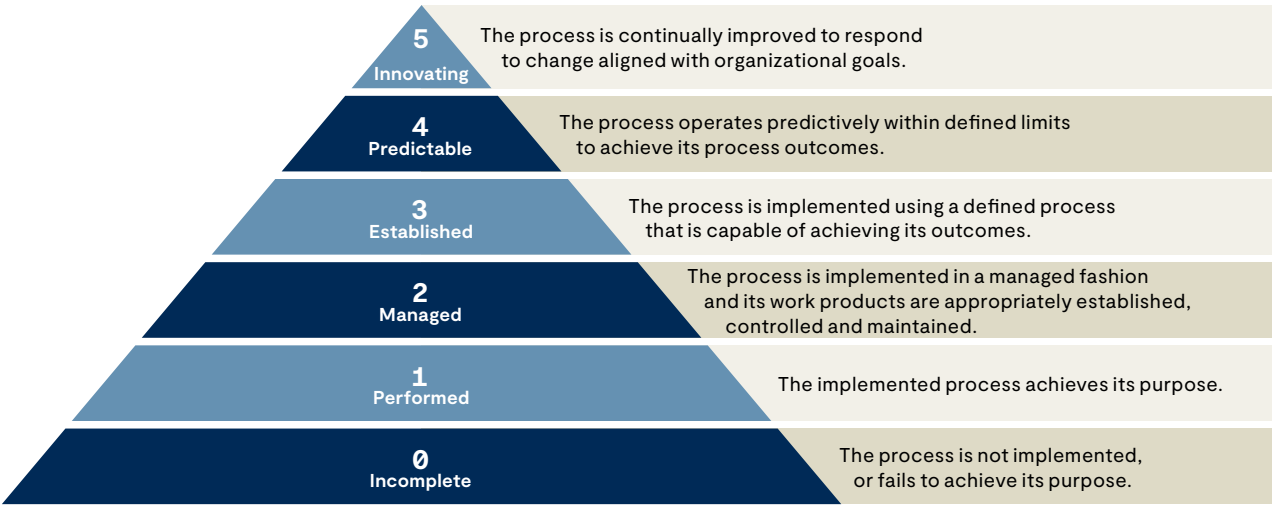 5
Innovating
The process is continually improved to respond
to change aligned with organizational goals.
4
Predictable
The process operates predictively within defined limits
to achieve its process outcomes.
3
Established
The process is implemented using a defined process
that is capable of achieving its outcomes.
2
Managed
The process is implemented in a managed fashion
and its work products are appropriately established,
controlled and maintained.
1
Performed
The implemented process achieves its purpose.
0
Incomplete
The process is not implemented,
or fails to achieve its purpose.